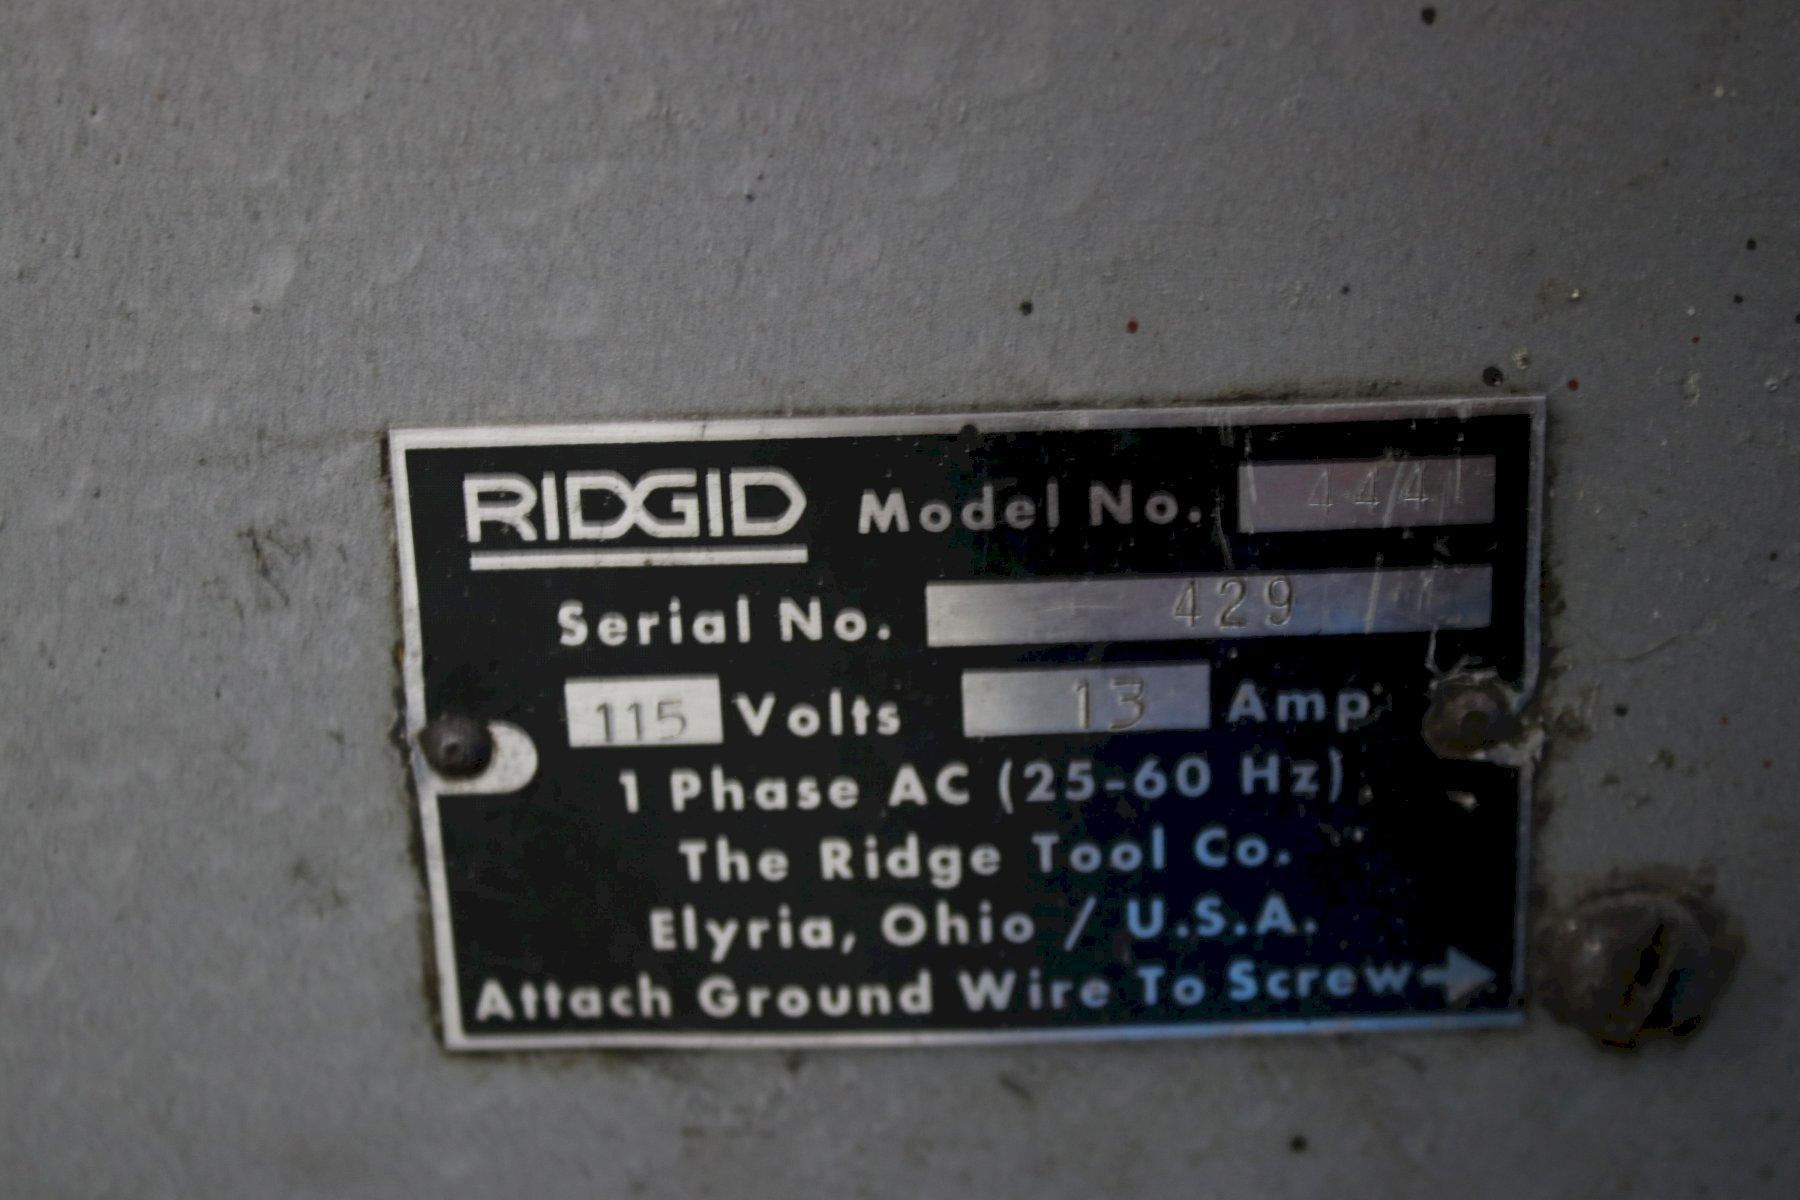 RIDGID Model No. 444
Serial No. 429
115 Volts 13 Amp
1 Phase AC (25-60 Hz)
The Ridge Tool Co.
Elyria, Ohio / U.S.A.
Attach Ground Wire To Screw→